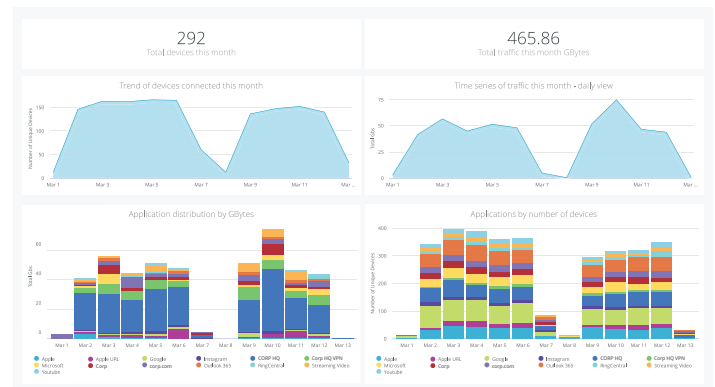 292
Total devices this month
465.86
Total traffic this month GBytes
Trend of devices connected this month
Number of Unique Devices
150
100
50
0
Mar 1
Mar 3
Mar 5
Mar 7
Mar 9
Mar 11
Mar ...
Time series of traffic this month - daily view
Total Gbs
75
50
25
0
Mar 1
Mar 3
Mar 5
Mar 7
Mar 9
Mar 11
Mar ...
Application distribution by GBytes
Total Gbs
60
40
20
0
Mar 1 Mar 2 Mar 3 Mar 4 Mar 5 Mar 6 Mar 7 Mar 8 Mar 9 Mar 10 Mar 11 Mar 12 Mar 13
Apple Apple URL Google Instagram CORP HQ Corp HQ VPN
Microsoft Corp corp.com Outlook 365 RingCentral Streaming Video
Youtube
Applications by number of devices
Number of Unique Devices
400
300
200
100
0
Mar 1 Mar 2 Mar 3 Mar 4 Mar 5 Mar 6 Mar 7 Mar 8 Mar 9 Mar 10 Mar 11 Mar 12 Mar 13
Apple Apple URL Google Instagram CORP HQ Corp HQ VPN
Microsoft Corp corp.com Outlook 365 RingCentral Streaming Video
Youtube